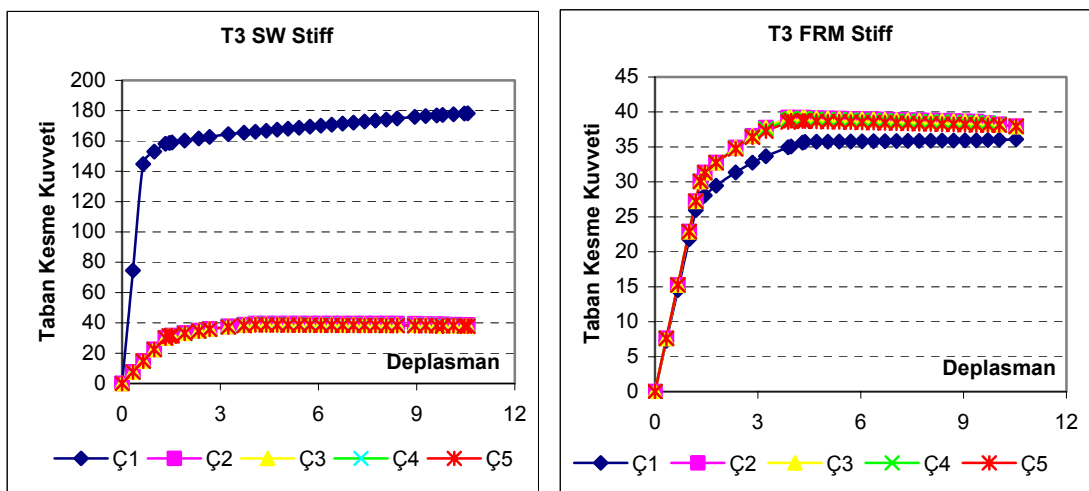 T3 SW Stiff
Taban Kesme Kuvveti
200
180
160
140
120
100
80
60
40
20
0
Deplasman
0 3 6 9 12
Ç1 Ç2 Ç3 Ç4 Ç5
T3 FRM Stiff
Taban Kesme Kuvveti
45
40
35
30
25
20
15
10
5
0
Deplasman
0 3 6 9 12
Ç1 Ç2 Ç3 Ç4 Ç5